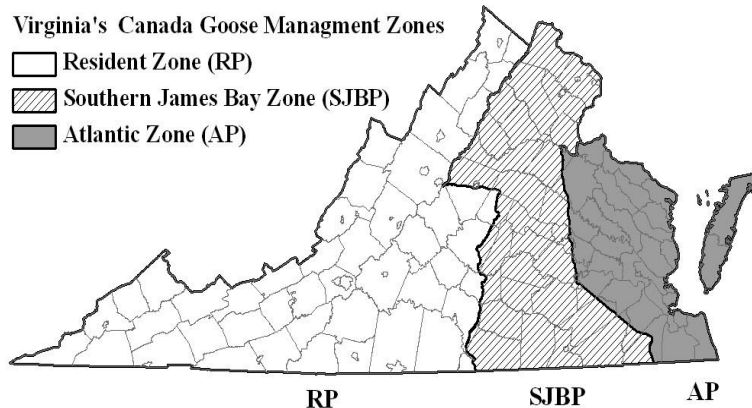 Virginia's Canada Goose Managment Zones
Resident Zone (RP)
Southern James Bay Zone (SJBP)
Atlantic Zone (AP)
RP
SJBP
AP